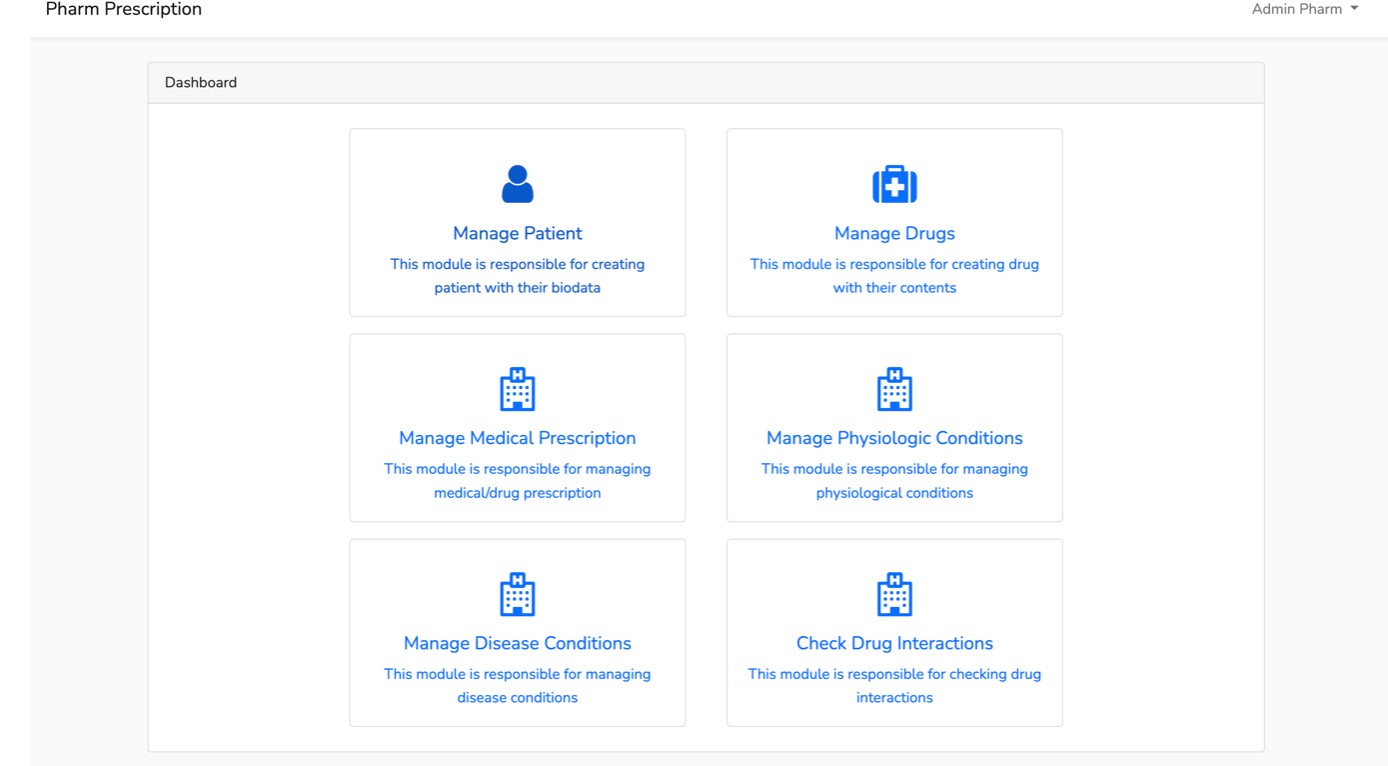 Pharm Prescription
Admin Pharm
Dashboard
Manage Patient
This module is responsible for creating
patient with their biodata
Manage Drugs
This module is responsible for creating drug
with their contents
Manage Medical Prescription
This module is responsible for managing
medical/drug prescription
Manage Physiologic Conditions
This module is responsible for managing
physiological conditions
Manage Disease Conditions
This module is responsible for managing
disease conditions
Check Drug Interactions
This module is responsible for checking drug
interactions